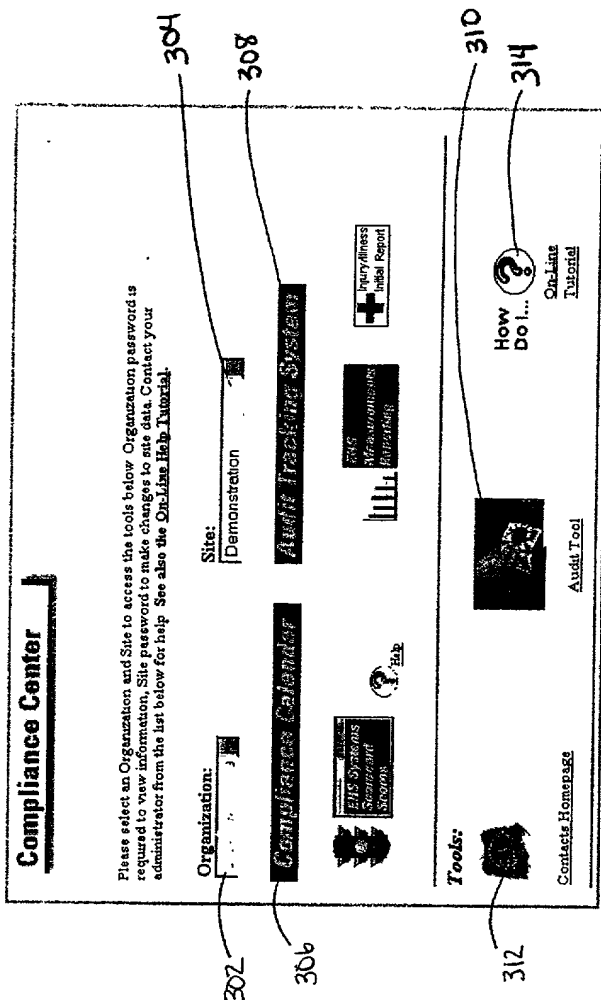 Compliance Center
Please select an Organization and Site to access the tools below Organization password is
required to view information, Site password to make changes to site data. Contact your
administrator from the list below for help See also the On-Line Help Tutorial.
Organization:
Site:
Demonstration
302
304
Compliance Calendar
Audit Tracking System
306
308
EHS Systems
Scorecard
? Help
EHS
Measurements
Reporting
Injury/Illness
Initial Report
Tools:
How
Do I...
?
312
310
314
Contacts Homepage
Audit Tool
On-Line
Tutorial